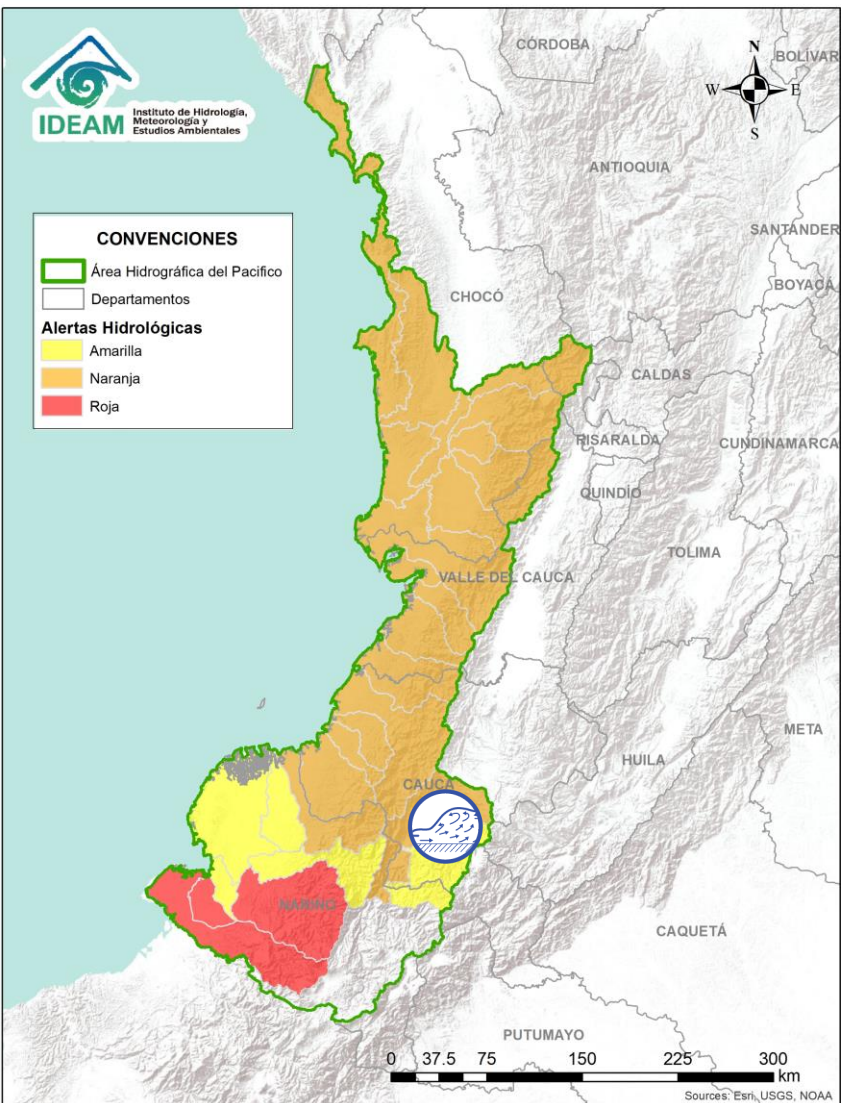 IDEAM
Instituto de Hidrología,
Meteorología y
Estudios Ambientales
N
W
E
S
CÓRDOBA
BOLÍVAR
ANTIOQUIA
SANTANDER
BOYACÁ
CONVENCIONES
Área Hidrográfica del Pacifico
Departamentos
Alertas Hidrológicas
Amarilla
Naranja
Roja
CHOCÓ
CALDAS
RISARALDA
CUNDINAMARCA
QUINDÍO
TOLIMA
VALLE DEL CAUCA
META
HUILA
CAUCA
NARIÑO
CAQUETÁ
PUTUMAYO
0 37.5 75 150 225 300
km
Sources: Esri, USGS, NOAA